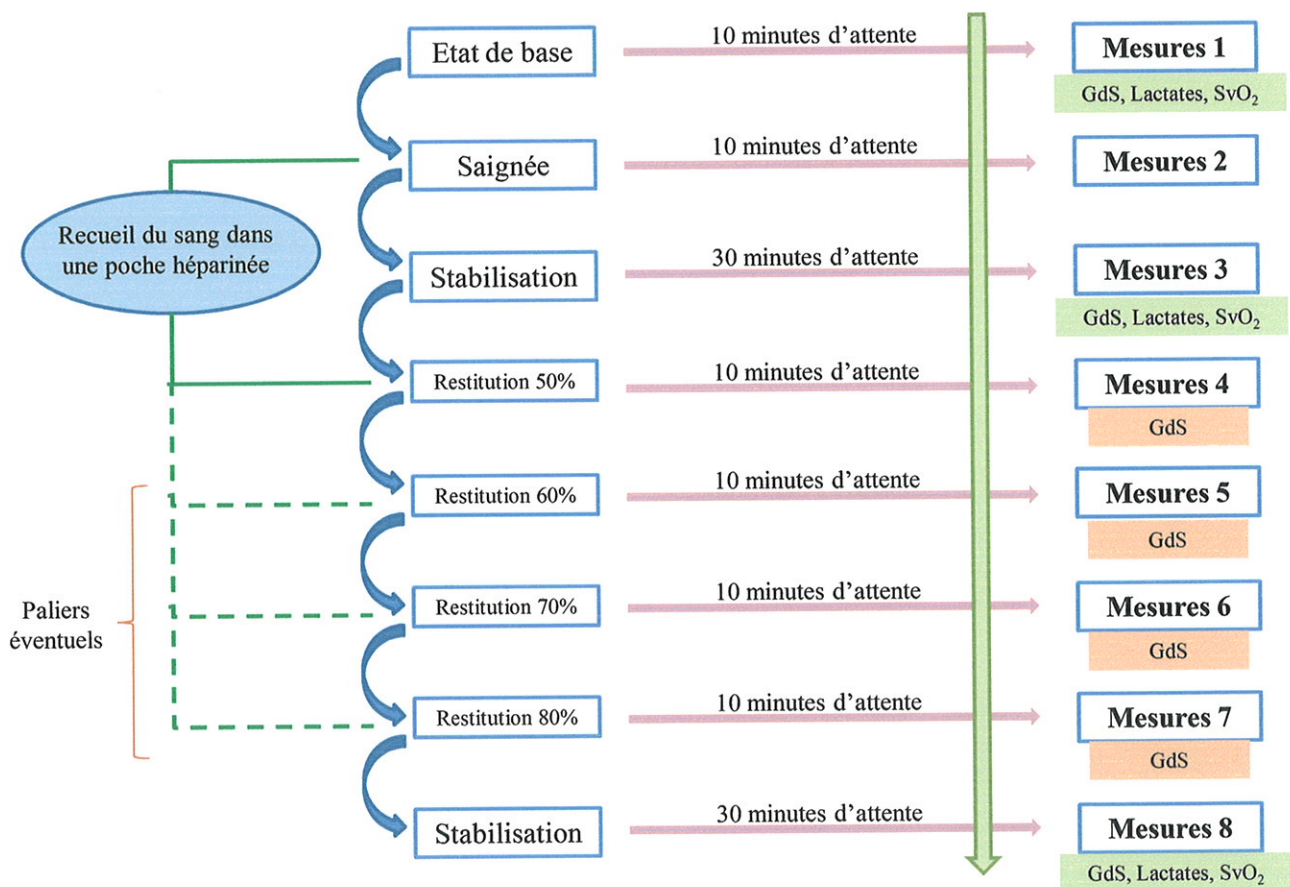 Etat de base
10 minutes d'attente
Mesures 1
GdS, Lactates, SvO₂
Saignée
10 minutes d'attente
Mesures 2
Recueil du sang dans
une poche héparinée
Stabilisation
30 minutes d'attente
Mesures 3
GdS, Lactates, SvO₂
Restitution 50%
10 minutes d'attente
Mesures 4
GdS
Restitution 60%
10 minutes d'attente
Mesures 5
GdS
Paliers
éventuels
Restitution 70%
10 minutes d'attente
Mesures 6
GdS
Restitution 80%
10 minutes d'attente
Mesures 7
GdS
Stabilisation
30 minutes d'attente
Mesures 8
GdS, Lactates, SvO₂